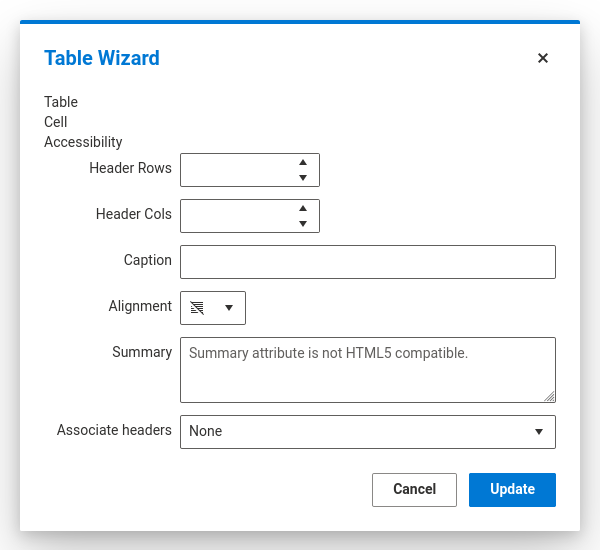 Table Wizard
Table
Cell
Accessibility
Header Rows
Header Cols
Caption
Alignment
Summary
Summary attribute is not HTML5 compatible.
Associate headers
None
Cancel
Update